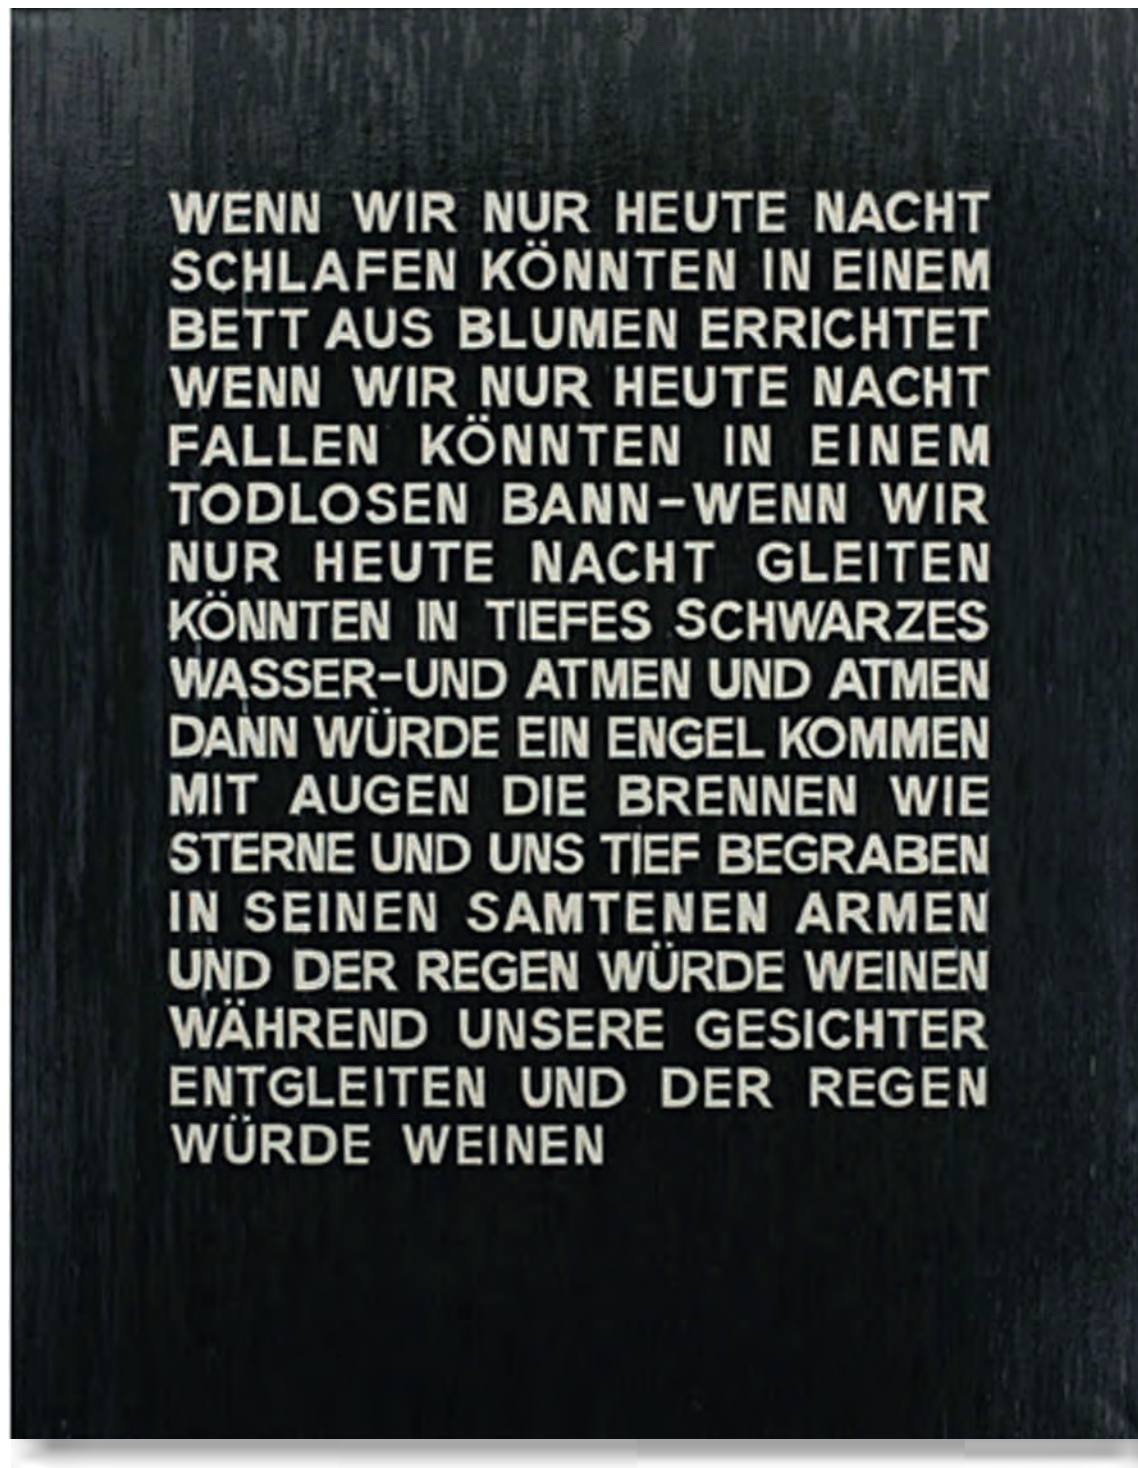 WENN WIR NUR HEUTE NACHT
SCHLAFEN KÖNNTEN IN EINEM
BETT AUS BLUMEN ERRICHTET
WENN WIR NUR HEUTE NACHT
FALLEN KÖNNTEN IN EINEM
TODLOSEN BANN-WENN WIR
NUR HEUTE NACHT GLEITEN
KÖNNTEN IN TIEFES SCHWARZES
WASSER-UND ATMEN UND ATMEN
DANN WÜRDE EIN ENGEL KOMMEN
MIT AUGEN DIE BRENNEN WIE
STERNE UND UNS TIEF BEGRABEN
IN SEINEN SAMTENEN ARMEN
UND DER REGEN WÜRDE WEINEN
WÄHREND UNSERE GESICHTER
ENTGLEITEN UND DER REGEN
WÜRDE WEINEN